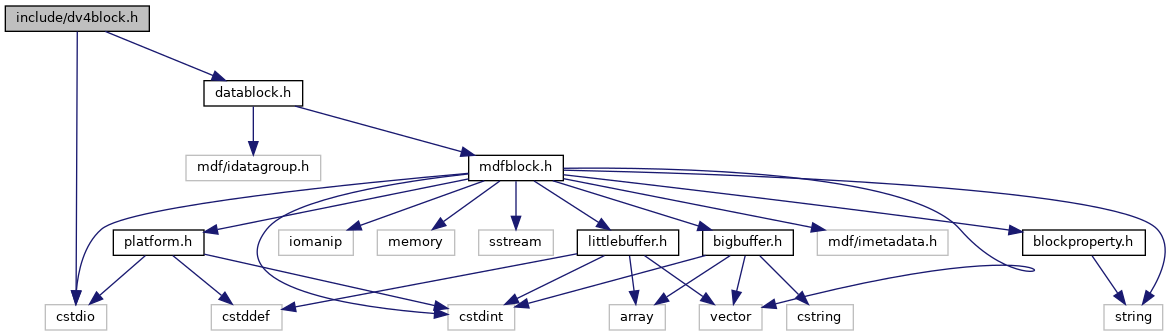 include/dv4block.h
datablock.h
mdf/idatagroup.h
mdfblock.h
platform.h
iomanip
memory
sstream
littlebuffer.h
bigbuffer.h
mdf/imetadata.h
blockproperty.h
cstdio
cstddef
cstdint
array
vector
cstring
string